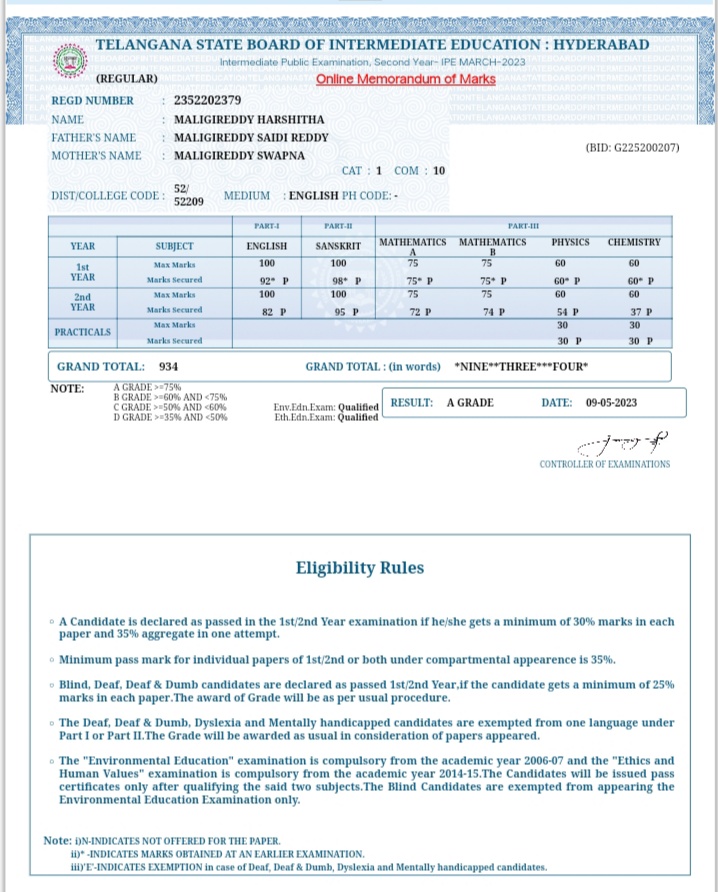 TELANGANA STATE BOARD OF INTERMEDIATE EDUCATION : HYDERABAD
Intermediate Public Examination, Second Year- IPE MARCH-2023
(REGULAR) Online Memorandum of Marks
REGD NUMBER : 2352202379
NAME : MALIGIREDDY HARSHITHA
FATHER'S NAME : MALIGIREDDY SAIDI REDDY
(BID: G225200207)
MOTHER'S NAME : MALIGIREDDY SWAPNA
CAT : 1 COM : 10
DIST/COLLEGE CODE : 52/ 52209 MEDIUM : ENGLISH PH CODE: -
PART-I PART-II PART-III
YEAR SUBJECT ENGLISH SANSKRIT MATHEMATICS A MATHEMATICS B PHYSICS CHEMISTRY
1st YEAR Max Marks 100 100 75 75 60 60
Marks Secured 92* P 98* P 75* P 75* P 60* P 60* P
2nd YEAR Max Marks 100 100 75 75 60 60
Marks Secured 82 P 95 P 72 P 74 P 54 P 37 P
PRACTICALS Max Marks 30 30
Marks Secured 30 P 30 P
GRAND TOTAL: 934 GRAND TOTAL : (in words) *NINE**THREE***FOUR*
NOTE: A GRADE >=75%
B GRADE >=60% AND <75%
C GRADE >=50% AND <60% Env.Edn.Exam: Qualified
D GRADE >=35% AND <50% Eth.Edn.Exam: Qualified
RESULT: A GRADE DATE: 09-05-2023
CONTROLLER OF EXAMINATIONS
Eligibility Rules
A Candidate is declared as passed in the 1st/2nd Year examination if he/she gets a minimum of 30% marks in each
paper and 35% aggregate in one attempt.
Minimum pass mark for individual papers of 1st/2nd or both under compartmental appearence is 35%.
Blind, Deaf, Deaf & Dumb candidates are declared as passed 1st/2nd Year,if the candidate gets a minimum of 25%
marks in each paper.The award of Grade will be as per usual procedure.
The Deaf, Deaf & Dumb, Dyslexia and Mentally handicapped candidates are exempted from one language under
Part I or Part II.The Grade will be awarded as usual in consideration of papers appeared.
The "Environmental Education" examination is compulsory from the academic year 2006-07 and the "Ethics and
Human Values" examination is compulsory from the academic year 2014-15.The Candidates will be issued pass
certificates only after qualifying the said two subjects.The Blind Candidates are exempted from appearing the
Environmental Education Examination only.
Note: i)N-INDICATES NOT OFFERED FOR THE PAPER.
ii)* -INDICATES MARKS OBTAINED AT AN EARLIER EXAMINATION.
iii)'E'-INDICATES EXEMPTION in case of Deaf, Deaf & Dumb, Dyslexia and Mentally handicapped candidates.